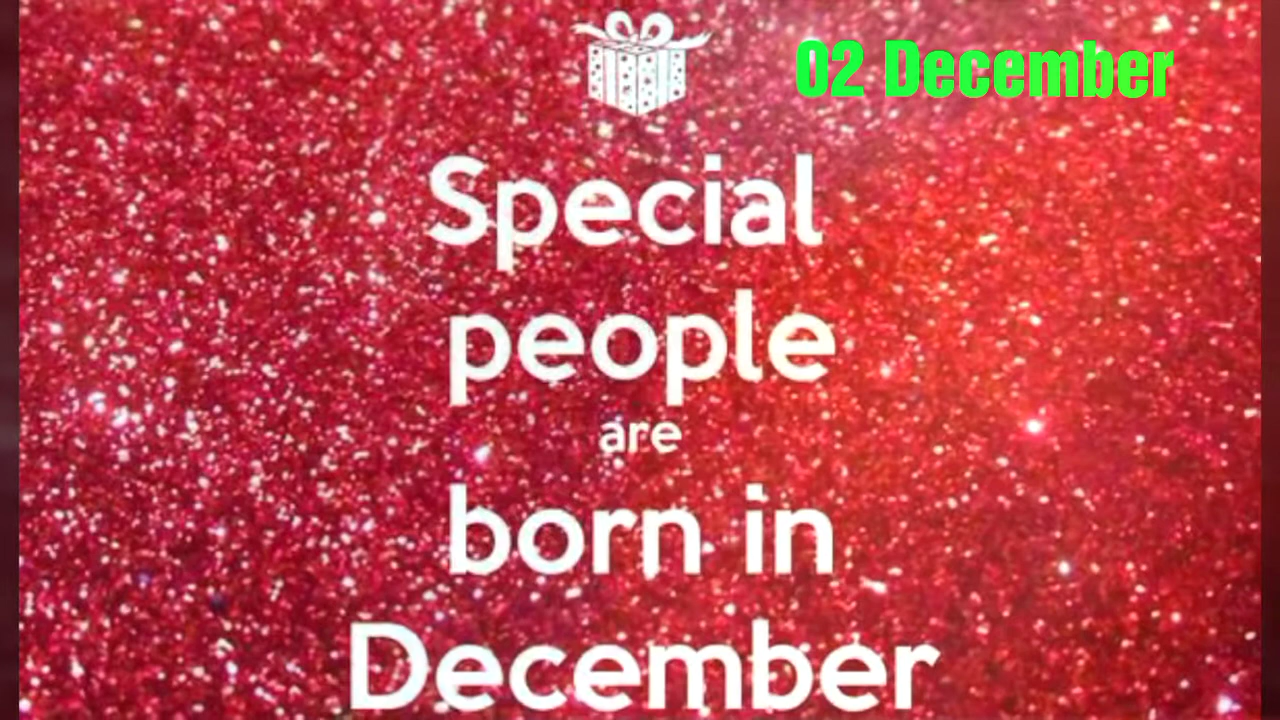 02 December
Special
people
are
born in
December